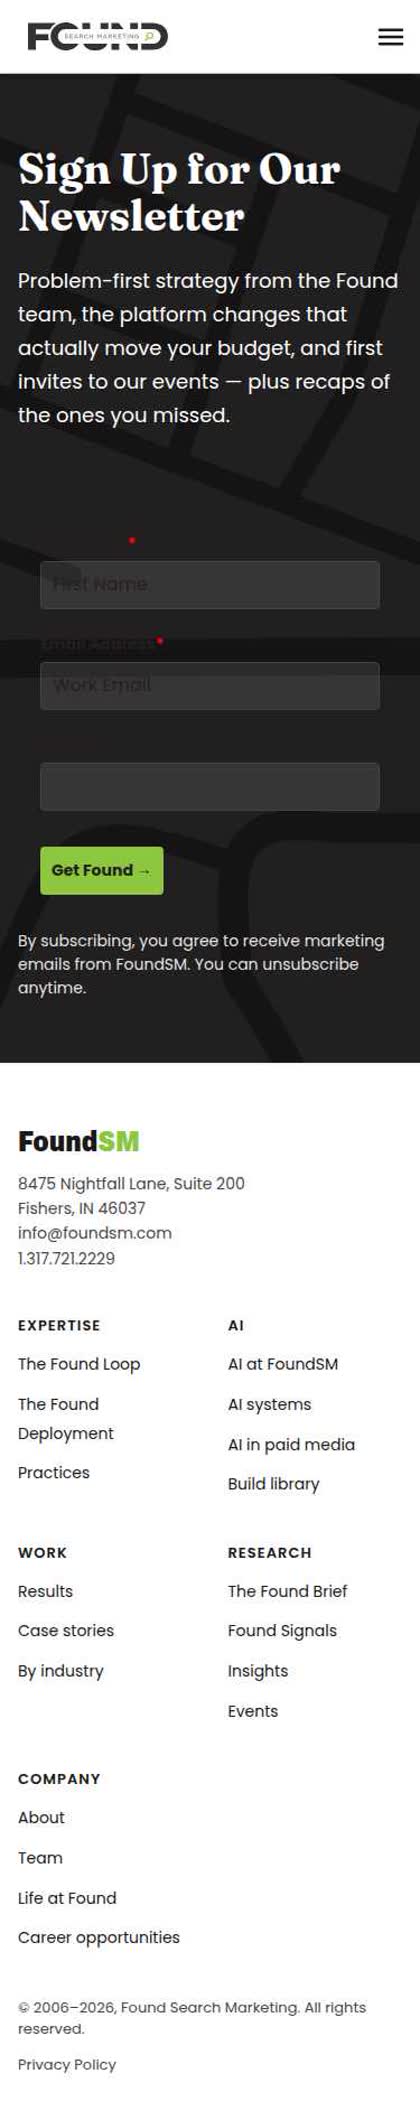 FOUND
SEARCH MARKETING
Sign Up for Our
Newsletter
Problem-first strategy from the Found
team, the platform changes that
actually move your budget, and first
invites to our events — plus recaps of
the ones you missed.
*
First Name
Email Address*
Work Email
Get Found →
By subscribing, you agree to receive marketing
emails from FoundSM. You can unsubscribe
anytime.
FoundSM
8475 Nightfall Lane, Suite 200
Fishers, IN 46037
info@foundsm.com
1.317.721.2229
EXPERTISE
The Found Loop
The Found
Deployment
Practices
AI
AI at FoundSM
AI systems
AI in paid media
Build library
WORK
Results
Case stories
By industry
RESEARCH
The Found Brief
Found Signals
Insights
Events
COMPANY
About
Team
Life at Found
Career opportunities
© 2006–2026, Found Search Marketing. All rights
reserved.
Privacy Policy